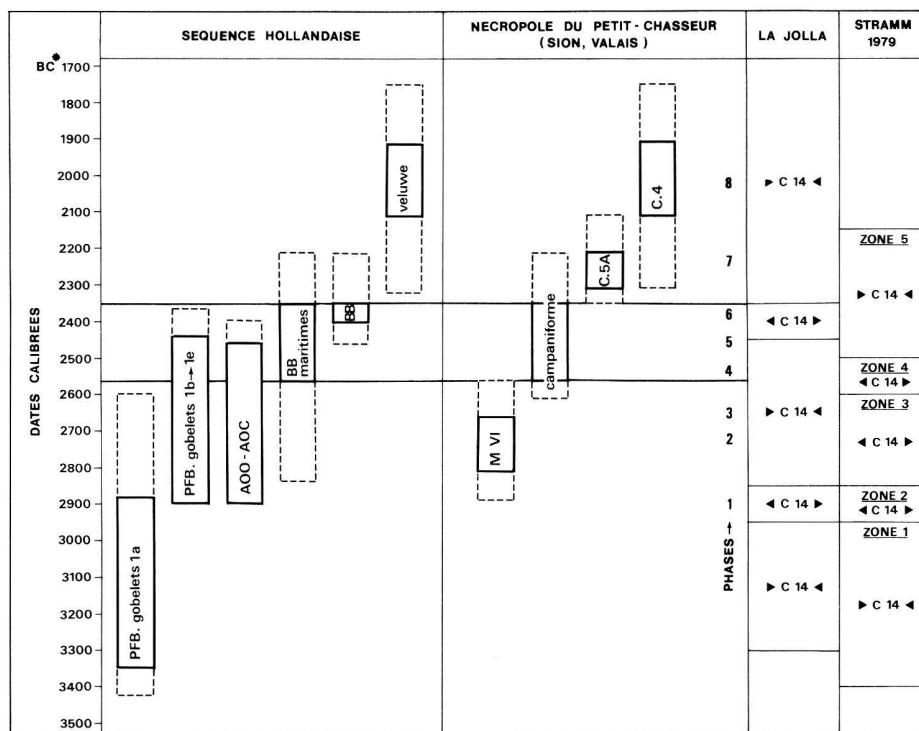 SEQUENCE HOLLANDAISE
NECROPOLE DU PETIT-CHASSEUR
(SION, VALAIS)
LA JOLLA
STRAMM
1979
DATES CALIBREES
BC*
1700
1800
1900
2000
2100
2200
2300
2400
2500
2600
2700
2800
2900
3000
3100
3200
3300
3400
3500
PFB. gobelets 1a
PFB. gobelets 1b→1e
AOO-AOC
BB
maritimes
BB
veluwe
M VI
campaniforme
C.5A
C.4
8
7
6
5
4
3
2
1
PHASES →
► C 14 ◄
◄ C 14 ►
► C 14 ◄
◄ C 14 ►
► C 14 ◄
ZONE 5
► C 14 ◄
ZONE 4
◄ C 14 ►
ZONE 3
◄ C 14 ►
ZONE 2
◄ C 14 ►
ZONE 1
► C 14 ◄